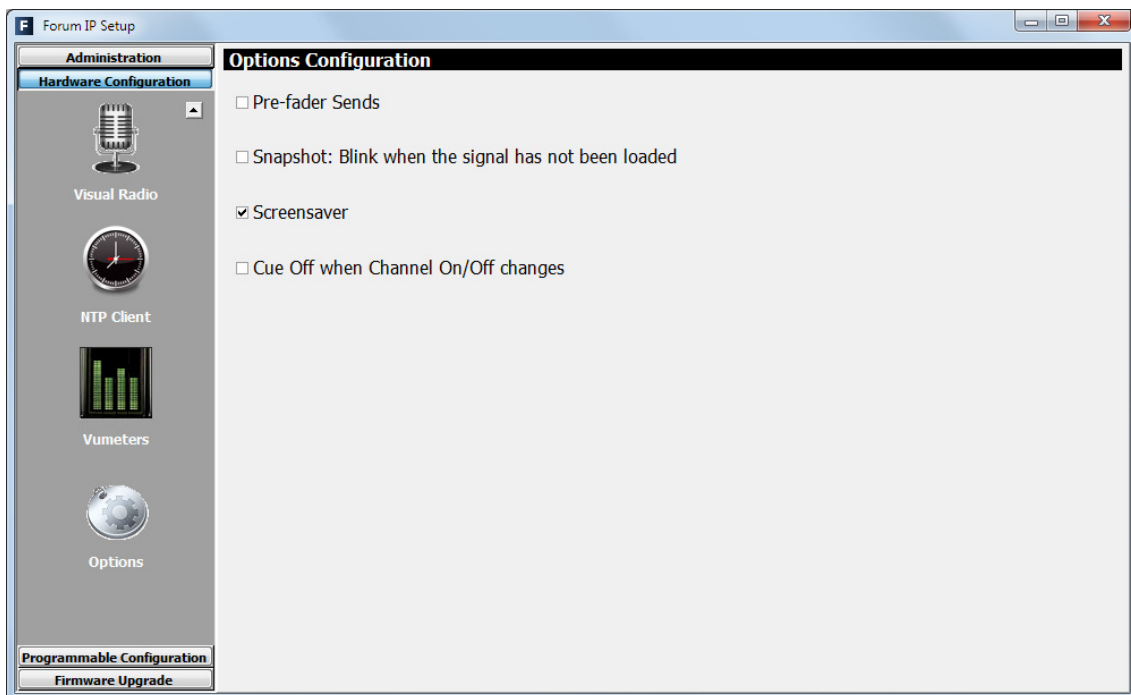 F Forum IP Setup
Administration
Hardware Configuration
Visual Radio
NTP Client
Vumeters
Options
Programmable Configuration
Firmware Upgrade
Options Configuration
Pre-fader Sends
Snapshot: Blink when the signal has not been loaded
Screensaver
Cue Off when Channel On/Off changes